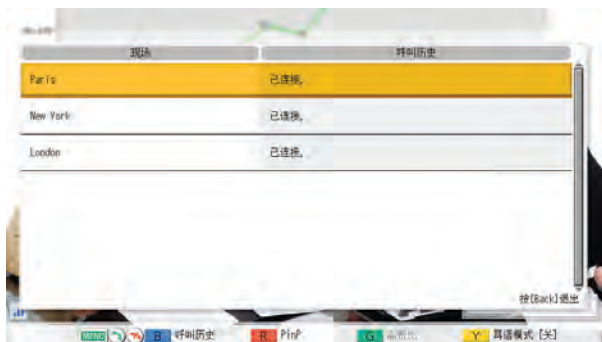 现场 呼叫历史
Paris 已连接。
New York 已连接。
London 已连接。
按[Back]退出
MENU B 呼叫历史 R PinP G Y 耳语模式 [关]